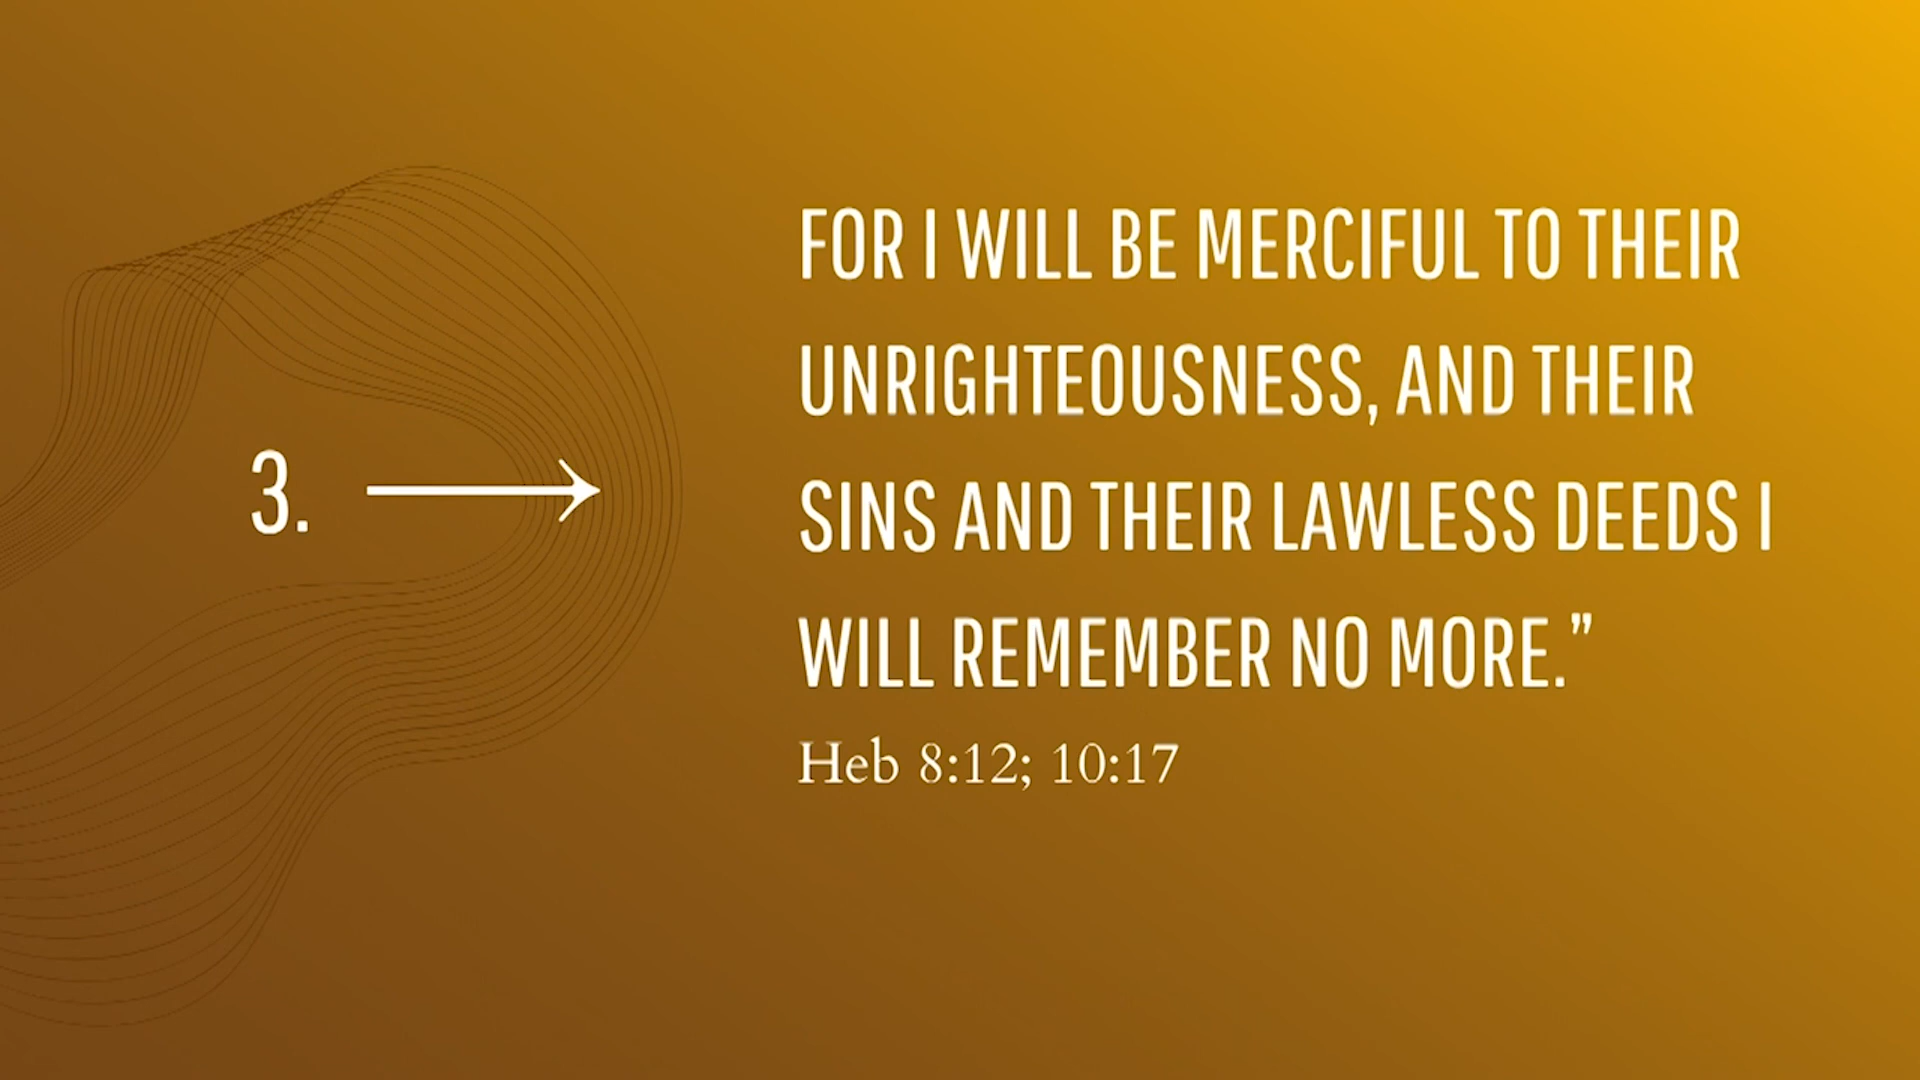 3.
FOR I WILL BE MERCIFUL TO THEIR
UNRIGHTEOUSNESS, AND THEIR
SINS AND THEIR LAWLESS DEEDS I
WILL REMEMBER NO MORE.”
Heb 8:12; 10:17